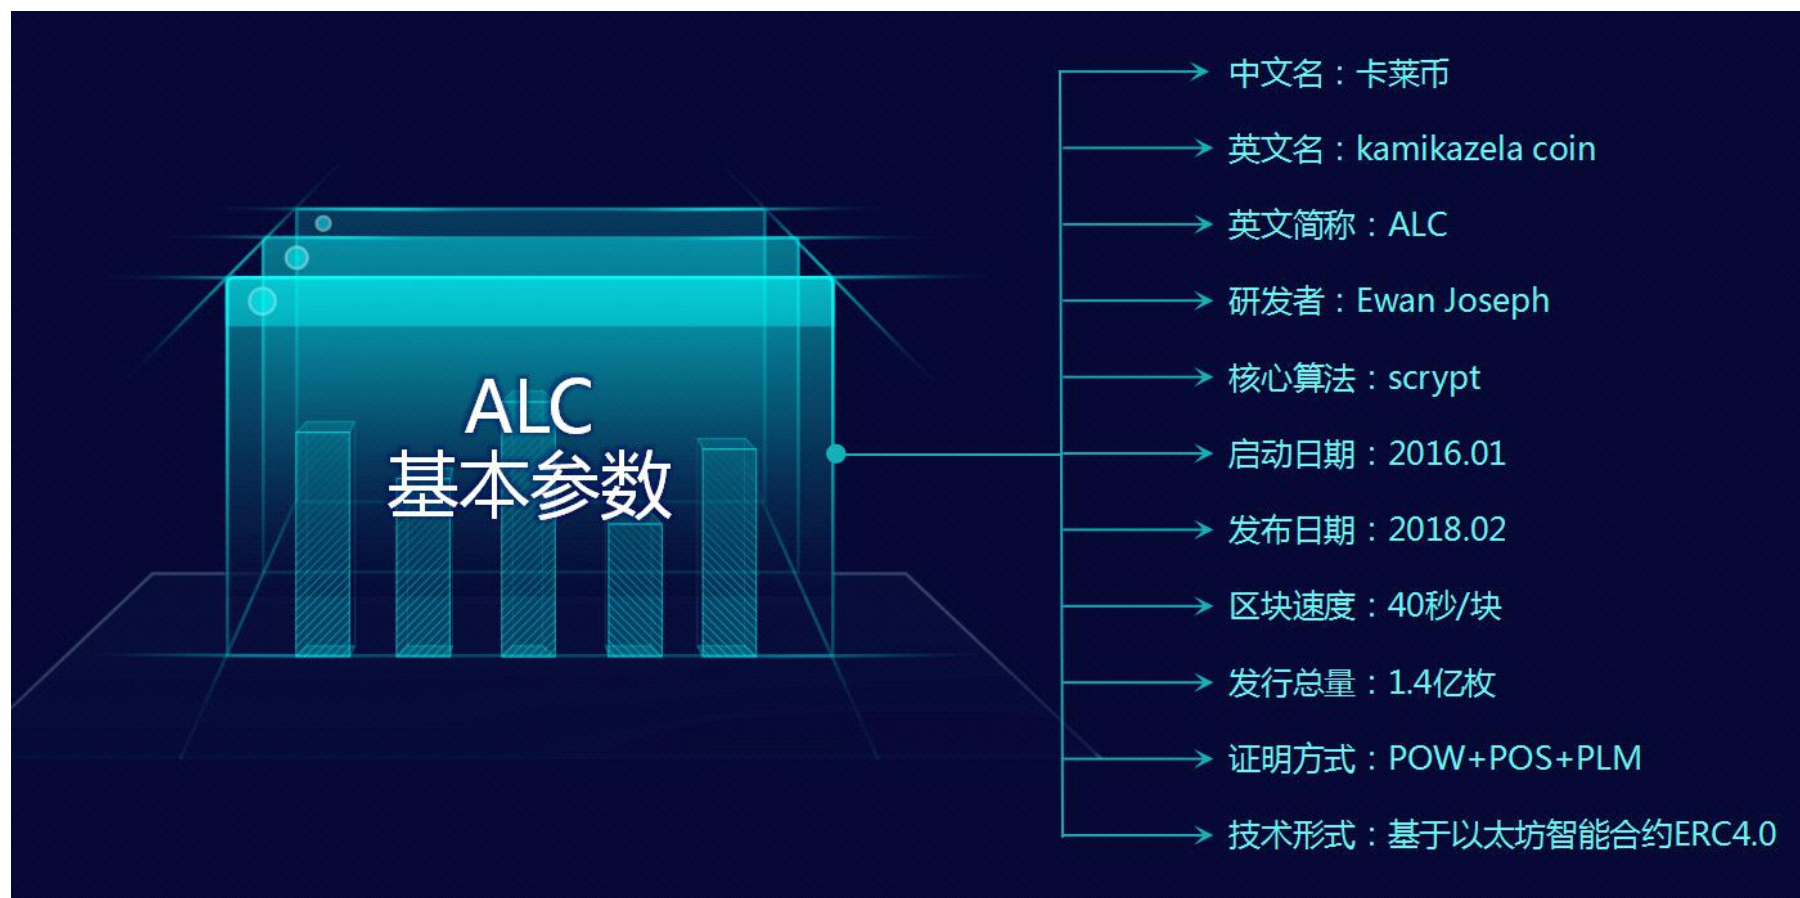 ALC
基本参数
中文名：卡莱币
英文名：kamikazela coin
英文简称：ALC
研发者：Ewan Joseph
核心算法：scrypt
启动日期：2016.01
发布日期：2018.02
区块速度：40秒/块
发行总量：1.4亿枚
证明方式：POW+POS+PLM
技术形式：基于以太坊智能合约ERC4.0